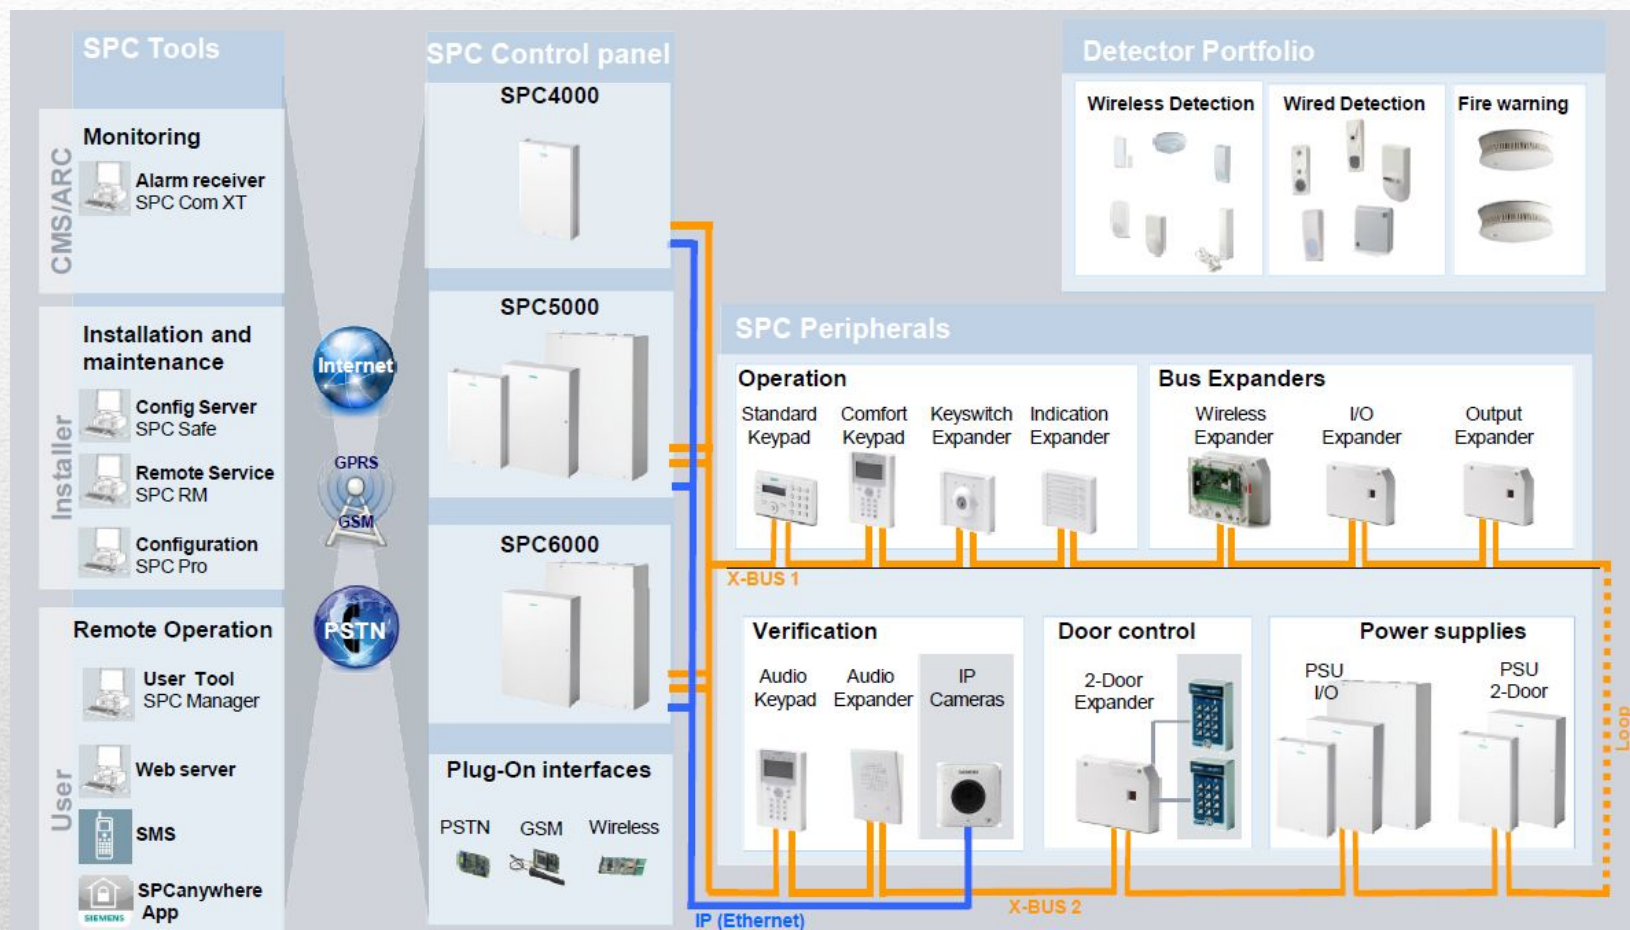 SPC Tools
CMS/ARC
Monitoring
Alarm receiver
SPC Com XT
Installer
Installation and
maintenance
Config Server
SPC Safe
Remote Service
SPC RM
Configuration
SPC Pro
User
Remote Operation
User Tool
SPC Manager
Web server
SMS
SPCanywhere
App
SIEMENS
Internet
GPRS
GSM
PSTN
SPC Control panel
SPC4000
SPC5000
SPC6000
Plug-On interfaces
PSTN
GSM
Wireless
Detector Portfolio
Wireless Detection
Wired Detection
Fire warning
SPC Peripherals
Operation
Standard
Keypad
Comfort
Keypad
Keyswitch
Expander
Indication
Expander
Bus Expanders
Wireless
Expander
I/O
Expander
Output
Expander
X-BUS 1
Verification
Audio
Keypad
Audio
Expander
IP
Cameras
SIEMENS
Door control
2-Door
Expander
Power supplies
PSU
I/O
PSU
2-Door
Loop
X-BUS 2
IP (Ethernet)